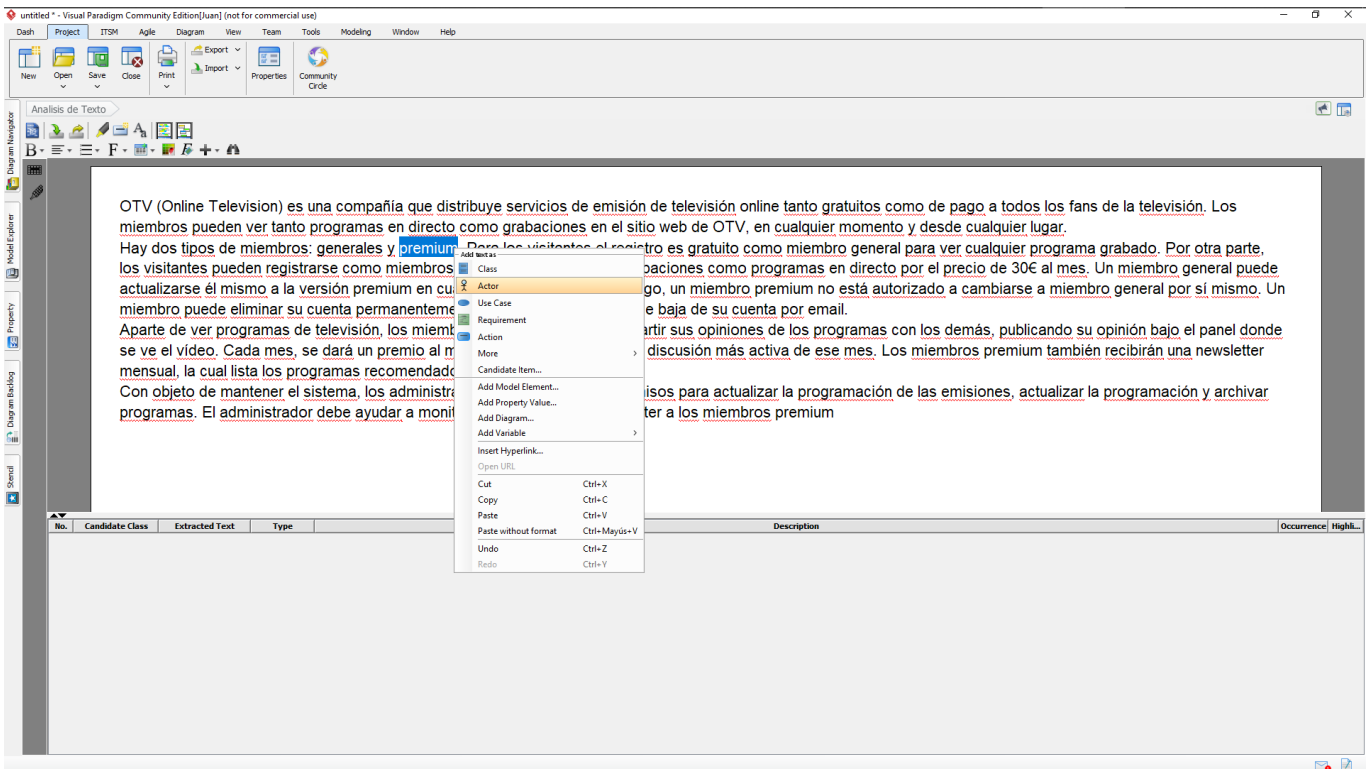 untitled * - Visual Paradigm Community Edition[Juan] (not for commercial use)
Dash Project ITSM Agile Diagram View Team Tools Modeling Window Help
New Open Save Close Print Export Import Properties Community Circle
Analisis de Texto
Diagram Navigator
Model Explorer
Property
Diagram Backlog
Stencil
OTV (Online Television) es una compañía que distribuye servicios de emisión de televisión online tanto gratuitos como de pago a todos los fans de la televisión. Los
miembros pueden ver tanto programas en directo como grabaciones en el sitio web de OTV, en cualquier momento y desde cualquier lugar.
Hay dos tipos de miembros: generales y premium. Para los visitantes el registro es gratuito como miembro general para ver cualquier programa grabado. Por otra parte,
los visitantes pueden registrarse como miembros baciones como programas en directo por el precio de 30€ al mes. Un miembro general puede
actualizarse él mismo a la versión premium en cua go, un miembro premium no está autorizado a cambiarse a miembro general por sí mismo. Un
miembro puede eliminar su cuenta permanenteme e baja de su cuenta por email.
Aparte de ver programas de televisión, los miemb artir sus opiniones de los programas con los demás, publicando su opinión bajo el panel donde
se ve el vídeo. Cada mes, se dará un premio al m discusión más activa de ese mes. Los miembros premium también recibirán una newsletter
mensual, la cual lista los programas recomendado
Con objeto de mantener el sistema, los administra isos para actualizar la programación de las emisiones, actualizar la programación y archivar
programas. El administrador debe ayudar a monit ter a los miembros premium
Add text as
Class
Actor
Use Case
Requirement
Action
More
Candidate Item...
Add Model Element...
Add Property Value...
Add Diagram...
Add Variable
Insert Hyperlink...
Open URL
Cut Ctrl+X
Copy Ctrl+C
Paste Ctrl+V
Paste without format Ctrl+Mayús+V
Undo Ctrl+Z
Redo Ctrl+Y
No. Candidate Class Extracted Text Type Description Occurrence Highli...